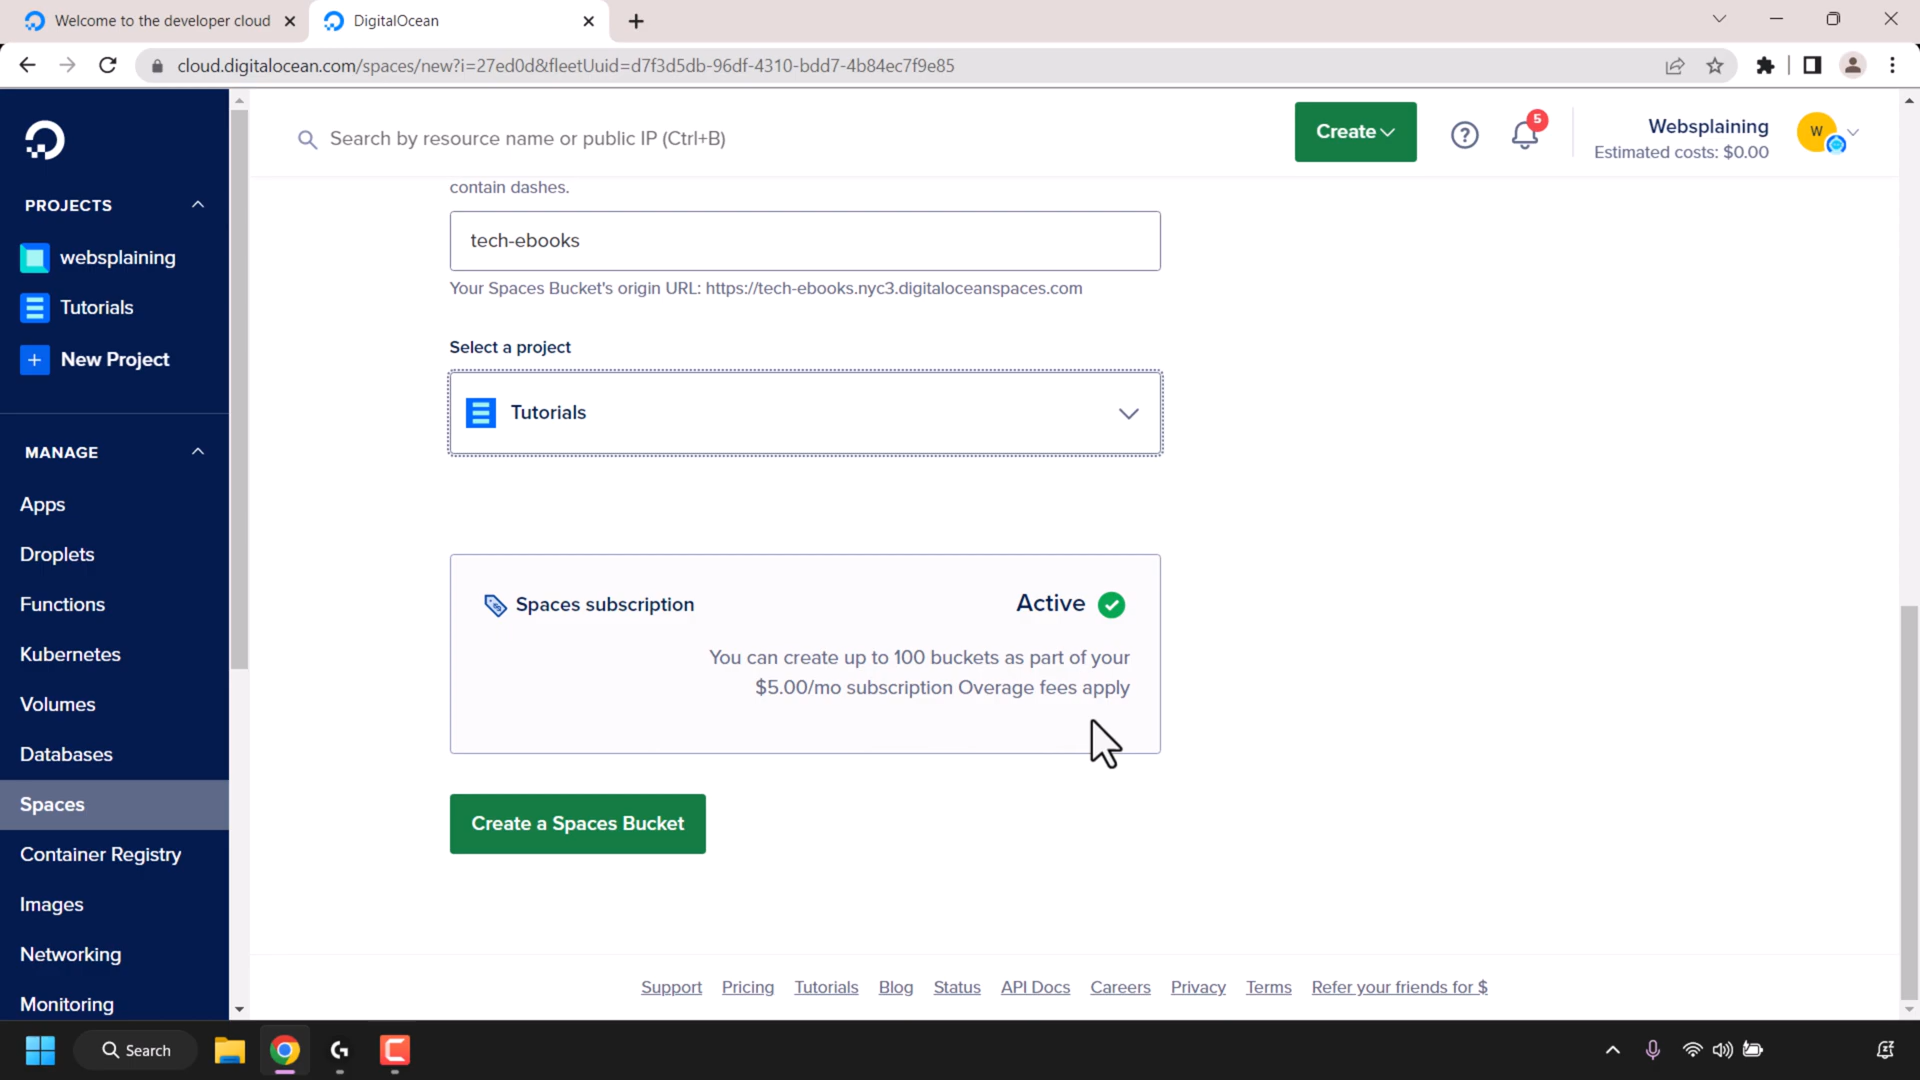 Welcome to the developer cloud
DigitalOcean
cloud.digitalocean.com/spaces/new?i=27ed0d&fleetUuid=d7f3d5db-96df-4310-bdd7-4b84ec7f9e85
PROJECTS
websplaining
Tutorials
+ New Project
MANAGE
Apps
Droplets
Functions
Kubernetes
Volumes
Databases
Spaces
Container Registry
Images
Networking
Monitoring
Search by resource name or public IP (Ctrl+B)
Create
?
5
Websplaining
Estimated costs: $0.00
W
contain dashes.
tech-ebooks
Your Spaces Bucket's origin URL: https://tech-ebooks.nyc3.digitaloceanspaces.com
Select a project
Tutorials
Spaces subscription
Active
You can create up to 100 buckets as part of your
$5.00/mo subscription Overage fees apply
Create a Spaces Bucket
Support Pricing Tutorials Blog Status API Docs Careers Privacy Terms Refer your friends for $
Search